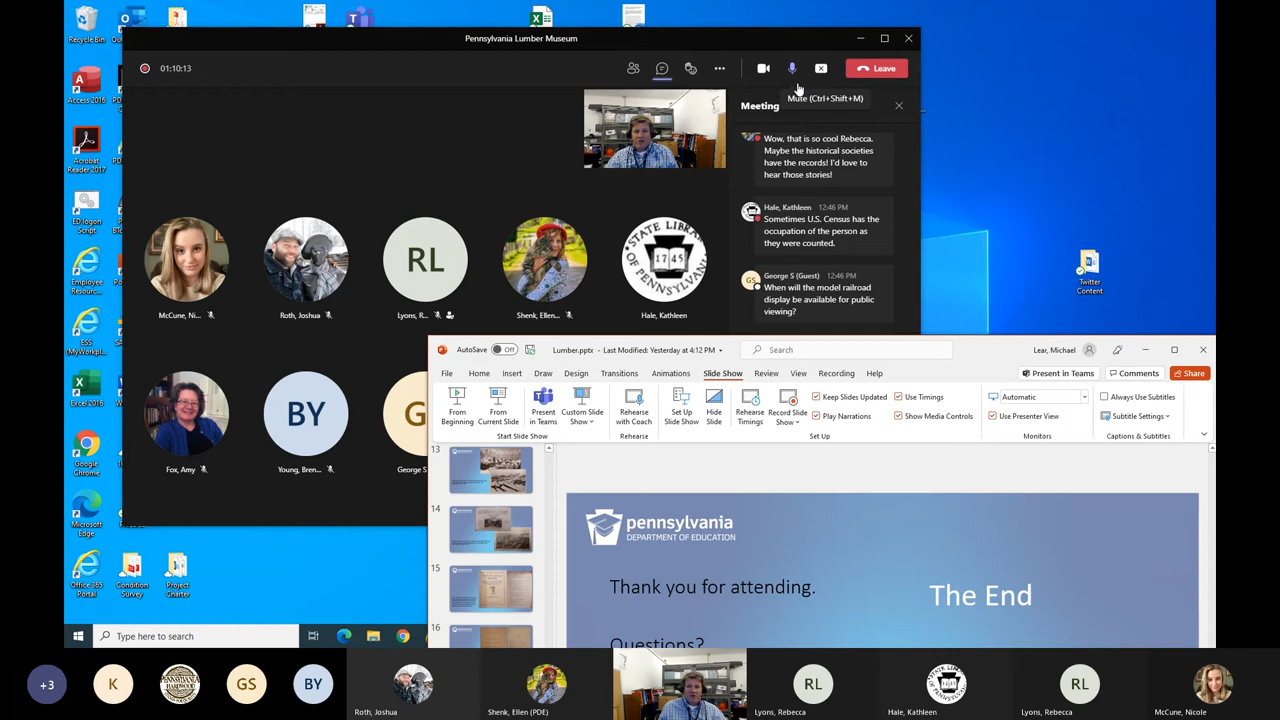 Pennsylvania Lumber Museum
01:10:13
Leave
Mute (Ctrl+Shift+M)
Meeting
Wow, that is so cool Rebecca.
Maybe the historical societies
have the records! I'd love to
hear those stories!
Hale, Kathleen 12:46 PM
Sometimes U.S. Census has the
occupation of the person as
they were counted.
GS
George S (Guest) 12:46 PM
When will the model railroad
display be available for public
viewing?
RL
STATE LIBRARY
OF PENNSYLVANIA
1745
McCune, Ni...
Roth, Joshua
Lyons, R...
Shenk, Ellen...
Hale, Kathleen
BY
G
Fox, Amy
Young, Bren...
George S
Recycle Bin
Access 2016
Acrobat
Reader 2017
ED logon
Script
Employee
Resourc...
ESS
(MyWorkpl...
Excel 2016
Google
Chrome
Microsoft
Edge
Office 365
Portal
Condition
Survey
Project
Charter
Twitter
Content
AutoSave Off
Lumber.pptx - Last Modified: Yesterday at 4:12 PM
Search
Lear, Michael
File Home Insert Draw Design Transitions Animations Slide Show Review View Recording Help
Present in Teams Comments Share
From
Beginning
From
Current Slide
Present
in Teams
Custom Slide
Show
Start Slide Show
Rehearse
with Coach
Rehearse
Set Up
Slide Show
Hide
Slide
Rehearse
Timings
Record Slide
Show
Keep Slides Updated
Play Narrations
Use Timings
Show Media Controls
Set Up
Automatic
Use Presenter View
Monitors
Always Use Subtitles
Subtitle Settings
Captions & Subtitles
13
14
15
16
pennsylvania
DEPARTMENT OF EDUCATION
Thank you for attending.
Questions?
The End
Type here to search
+3
K
GS
BY
Roth, Joshua
Shenk, Ellen (PDE)
RL
Lyons, Rebecca
Hale, Kathleen
RL
Lyons, Rebecca
McCune, Nicole